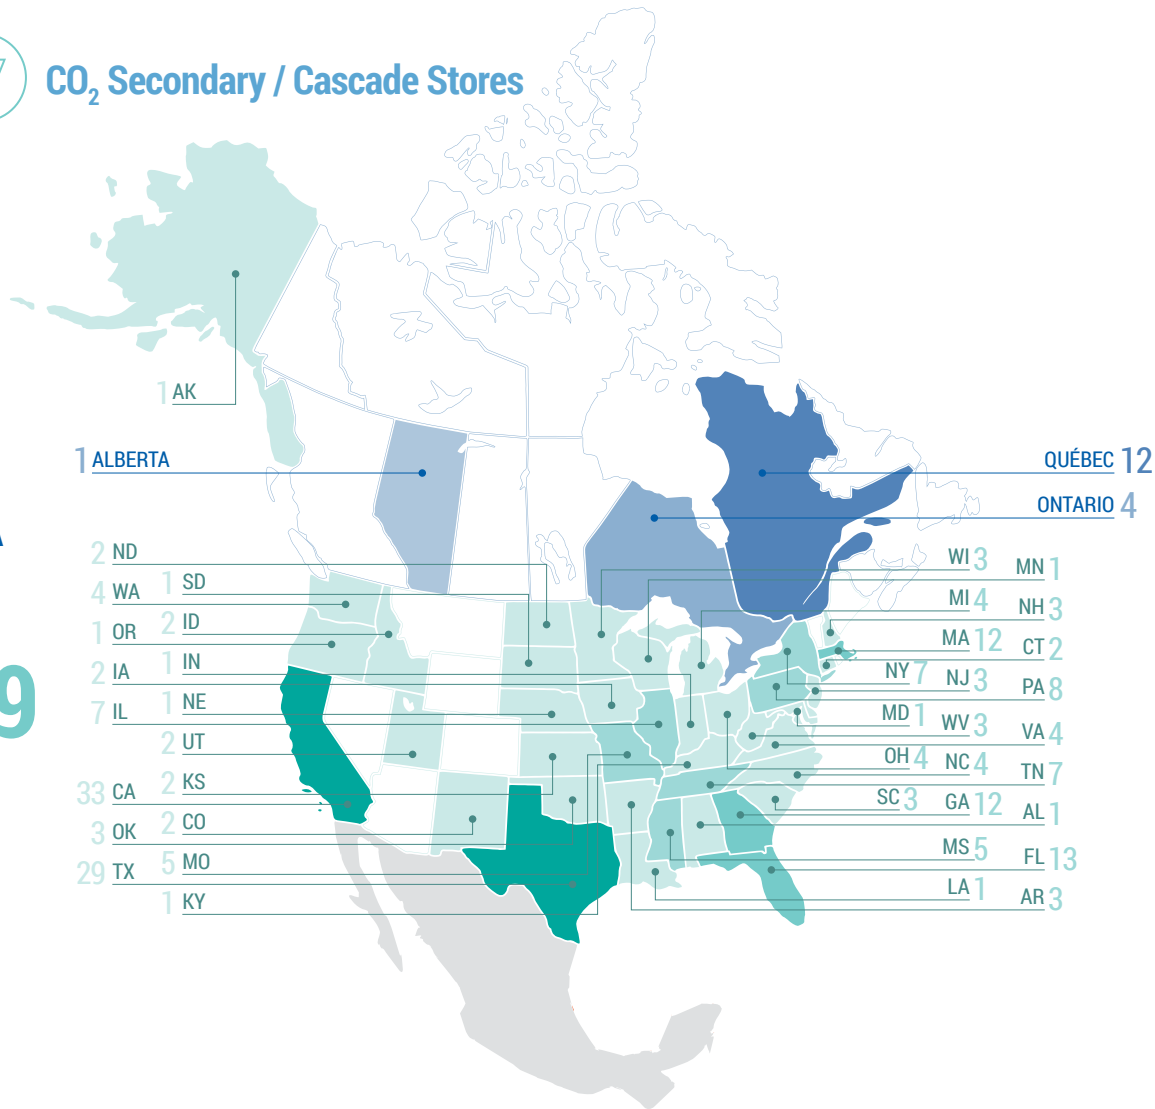 7
CO₂ Secondary / Cascade Stores
1 AK
1 ALBERTA
QUÉBEC 12
ONTARIO 4
A
2 ND
4 WA
1 SD
1 OR
2 ID
2 IA
1 IN
7 IL
1 NE
2 UT
33 CA
2 KS
3 OK
2 CO
29 TX
5 MO
1 KY
9
WI 3
MN 1
MI 4
NH 3
MA 12
CT 2
NY 7
NJ 3
PA 8
MD 1
WV 3
VA 4
OH 4
NC 4
TN 7
SC 3
GA 12
AL 1
MS 5
FL 13
LA 1
AR 3